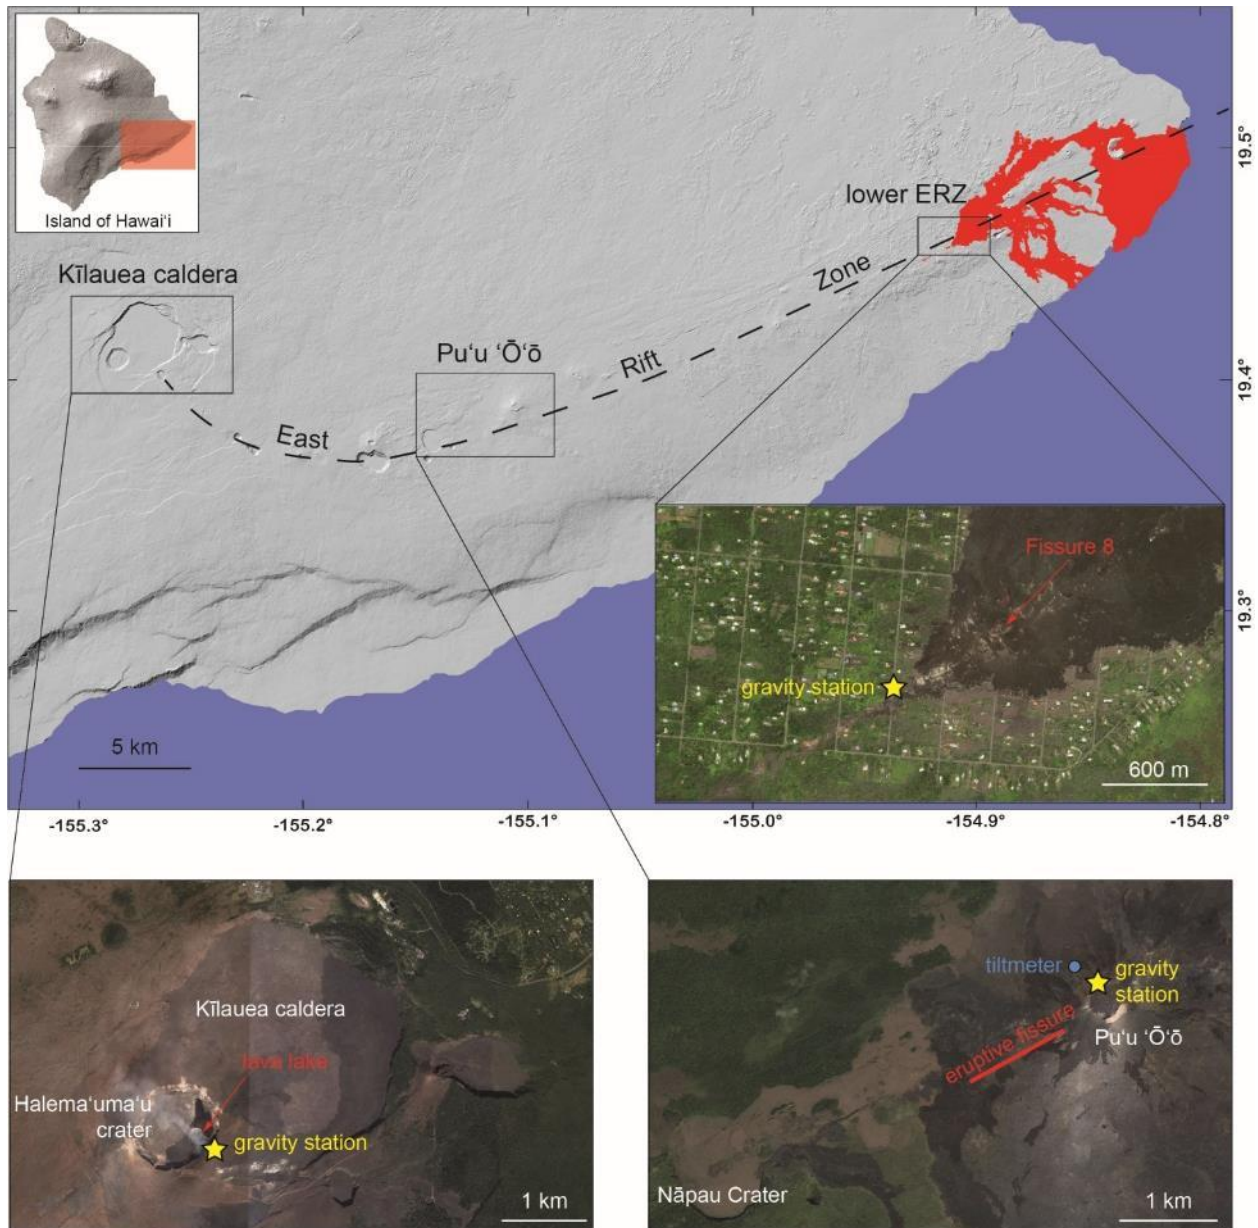 Island of Hawaiʻi
Kīlauea caldera
Puʻu ʻŌʻō
lower ERZ
East
Rift
Zone
19.5°
19.4°
19.3°
5 km
Fissure 8
gravity station
600 m
-155.3°
-155.2°
-155.1°
-155.0°
-154.9°
-154.8°
Kīlauea caldera
lava lake
Halemaʻumaʻu
crater
gravity station
1 km
tiltmeter
gravity
station
Puʻu ʻŌʻō
eruptive fissure
Nāpau Crater
1 km